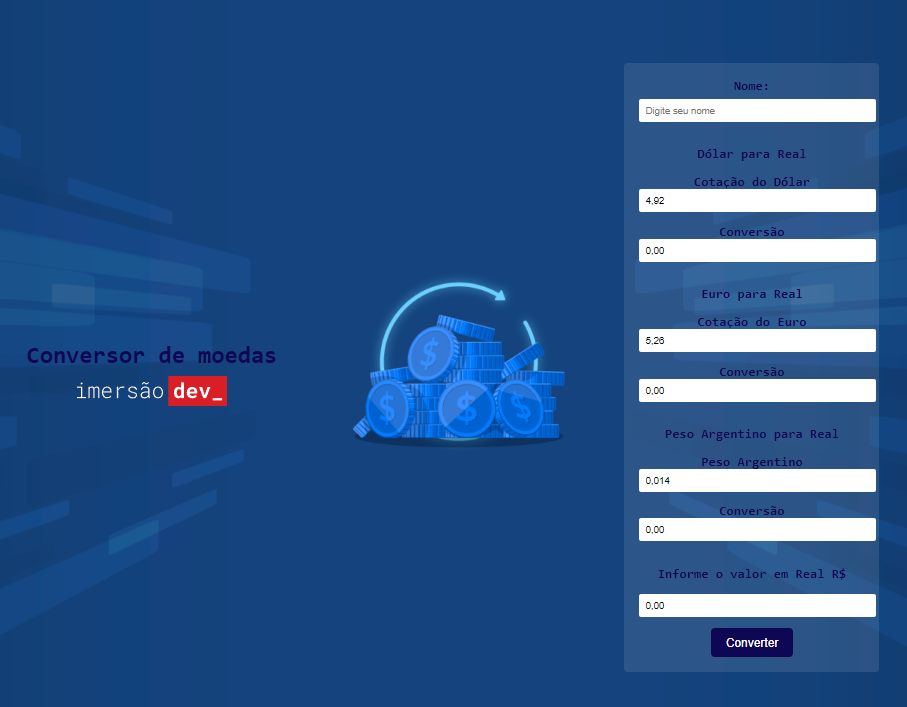 Conversor de moedas
imersão dev_
$
$
$
$
Nome:
Digite seu nome
Dólar para Real
Cotação do Dólar
4,92
Conversão
0,00
Euro para Real
Cotação do Euro
5,26
Conversão
0,00
Peso Argentino para Real
Peso Argentino
0,014
Conversão
0,00
Informe o valor em Real R$
0,00
Converter